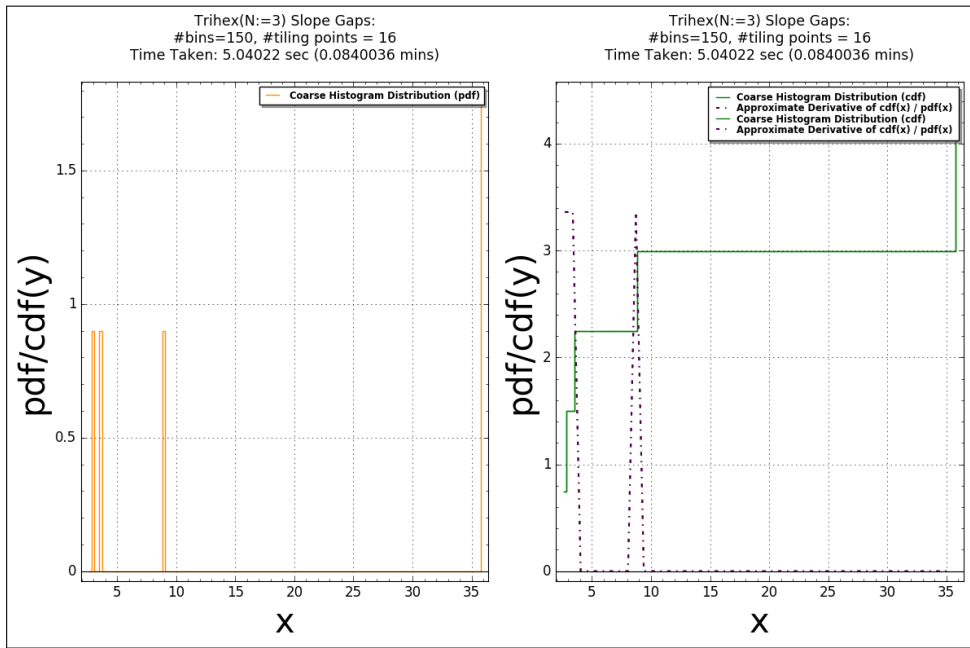 Trihex(N:=3) Slope Gaps:
#bins=150, #tiling points = 16
Time Taken: 5.04022 sec (0.0840036 mins)
Coarse Histogram Distribution (pdf)
pdf/cdf(y)
1.5
1
0.5
0
5 10 15 20 25 30 35
x
Trihex(N:=3) Slope Gaps:
#bins=150, #tiling points = 16
Time Taken: 5.04022 sec (0.0840036 mins)
Coarse Histogram Distribution (cdf)
Approximate Derivative of cdf(x) / pdf(x)
Coarse Histogram Distribution (cdf)
Approximate Derivative of cdf(x) / pdf(x)
pdf/cdf(y)
4
3
2
1
0
5 10 15 20 25 30 35
x